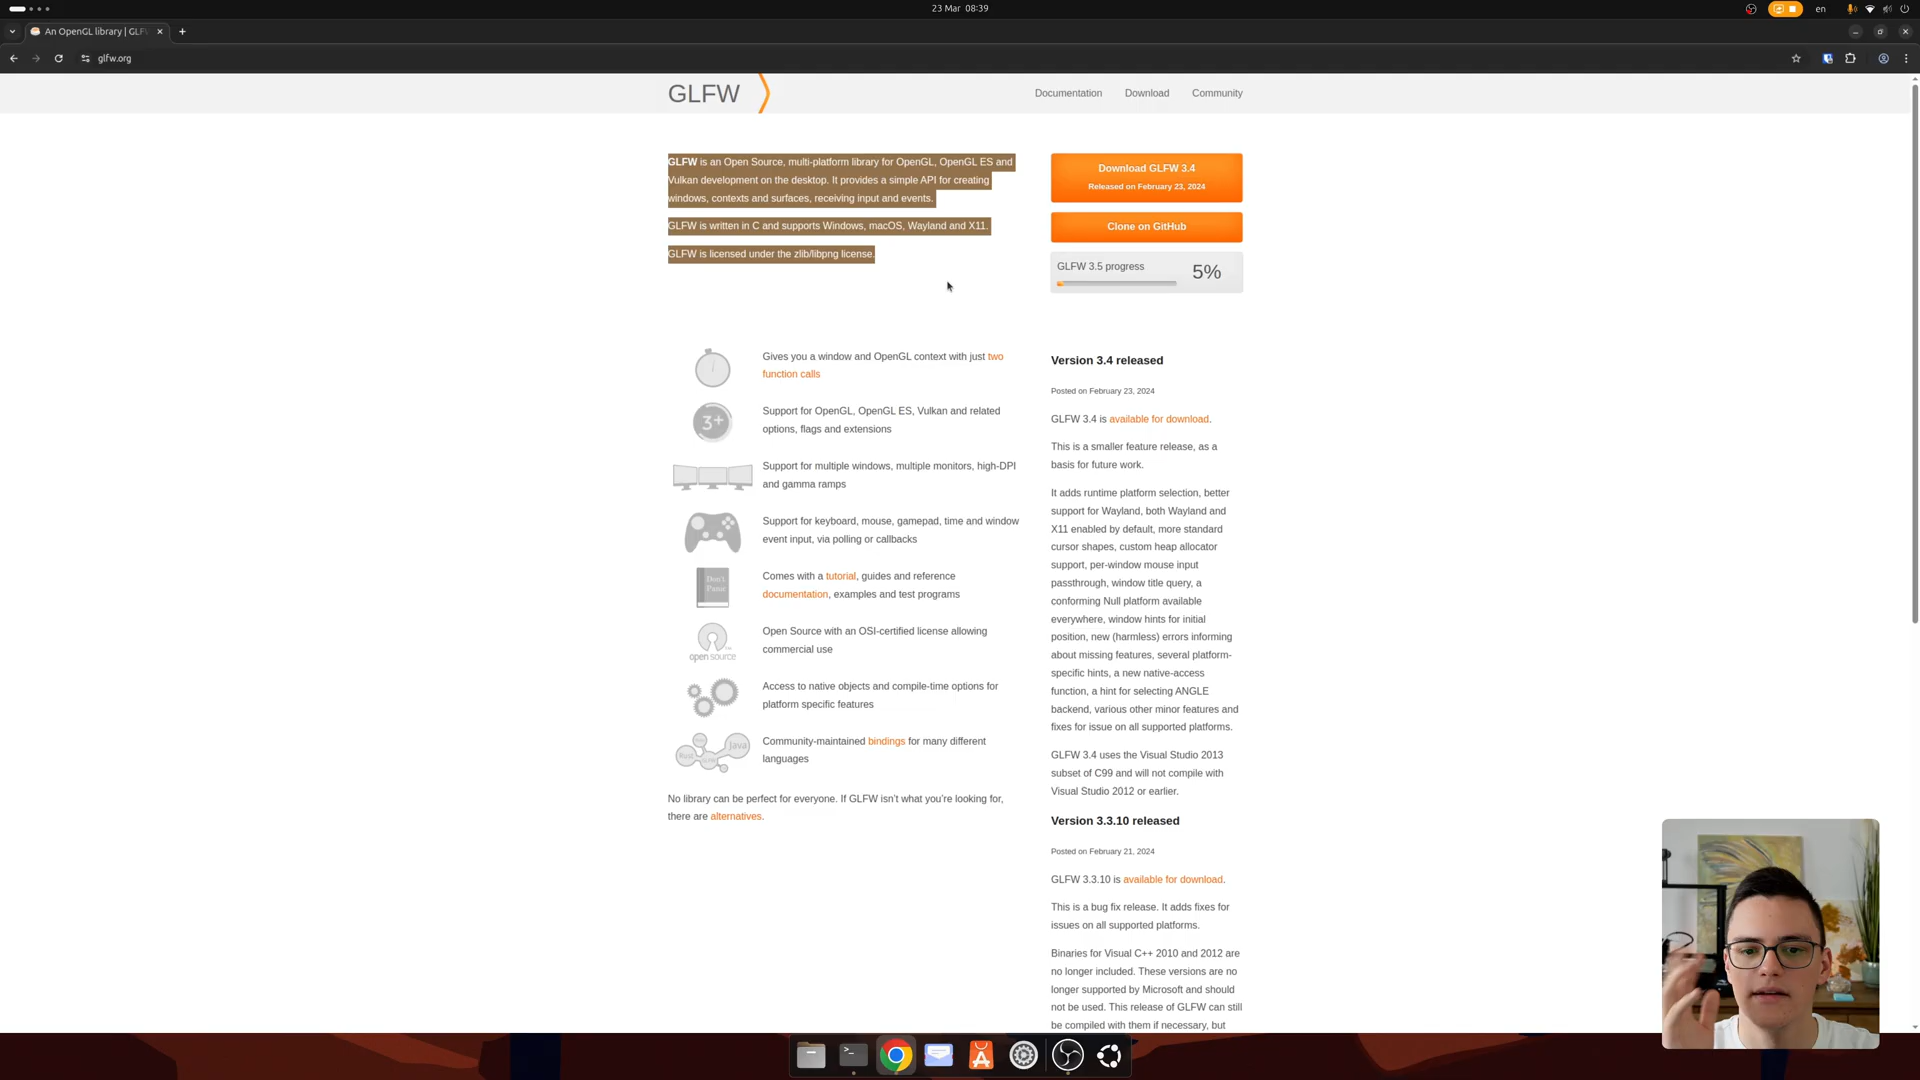 23 Mar 08:39
en
An OpenGL library | GLF
glfw.org
GLFW
Documentation
Download
Community
GLFW is an Open Source, multi-platform library for OpenGL, OpenGL ES and
Vulkan development on the desktop. It provides a simple API for creating
windows, contexts and surfaces, receiving input and events.
GLFW is written in C and supports Windows, macOS, Wayland and X11.
GLFW is licensed under the zlib/libpng license.
Download GLFW 3.4
Released on February 23, 2024
Clone on GitHub
GLFW 3.5 progress
5%
Gives you a window and OpenGL context with just two
function calls
3+
Support for OpenGL, OpenGL ES, Vulkan and related
options, flags and extensions
Support for multiple windows, multiple monitors, high-DPI
and gamma ramps
Support for keyboard, mouse, gamepad, time and window
event input, via polling or callbacks
Don't
Panic
Comes with a tutorial, guides and reference
documentation, examples and test programs
open source
Open Source with an OSI-certified license allowing
commercial use
Access to native objects and compile-time options for
platform specific features
Java
Rust
Community-maintained bindings for many different
languages
No library can be perfect for everyone. If GLFW isn't what you're looking for,
there are alternatives.
Version 3.4 released
Posted on February 23, 2024
GLFW 3.4 is available for download.
This is a smaller feature release, as a
basis for future work.
It adds runtime platform selection, better
support for Wayland, both Wayland and
X11 enabled by default, more standard
cursor shapes, custom heap allocator
support, per-window mouse input
passthrough, window title query, a
conforming Null platform available
everywhere, window hints for initial
position, new (harmless) errors informing
about missing features, several platform-
specific hints, a new native-access
function, a hint for selecting ANGLE
backend, various other minor features and
fixes for issue on all supported platforms.
GLFW 3.4 uses the Visual Studio 2013
subset of C99 and will not compile with
Visual Studio 2012 or earlier.
Version 3.3.10 released
Posted on February 21, 2024
GLFW 3.3.10 is available for download.
This is a bug fix release. It adds fixes for
issues on all supported platforms.
Binaries for Visual C++ 2010 and 2012 are
no longer included. These versions are no
longer supported by Microsoft and should
not be used. This release of GLFW can still
be compiled with them if necessary, but